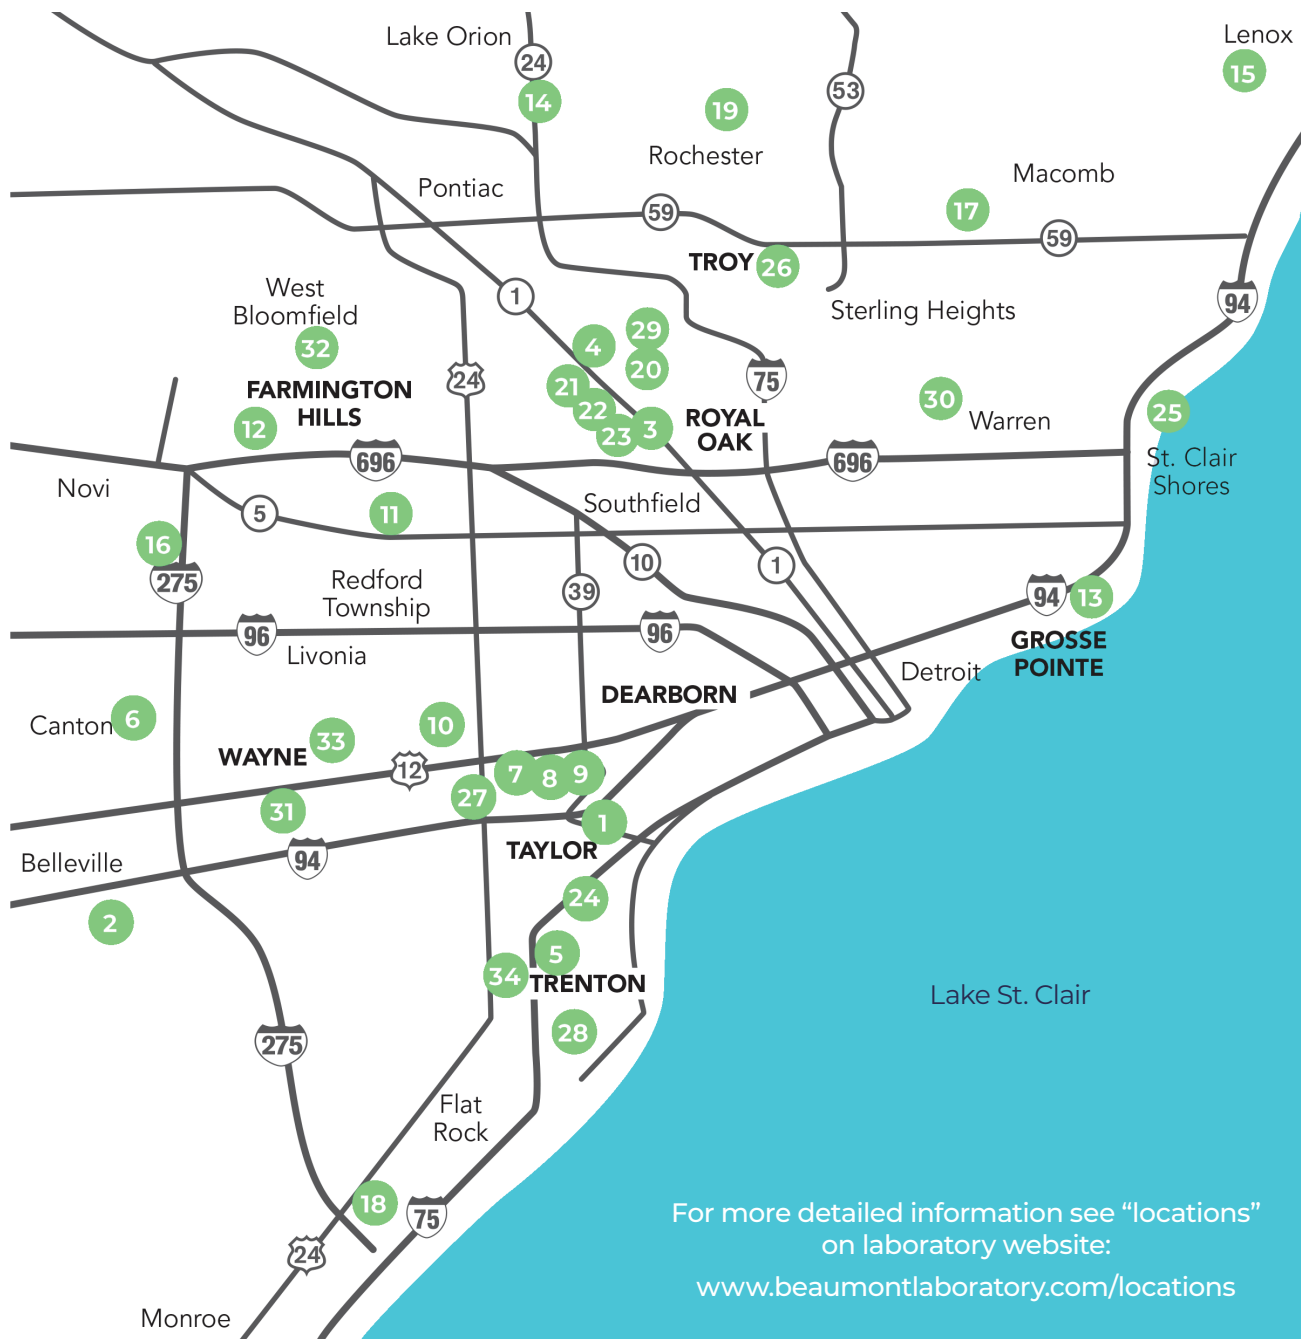 Lake Orion
24
14
19
Rochester
53
Lenox
15
Macomb
17
Pontiac
59
59
TROY
26
94
West
Bloomfield
32
1
Sterling Heights
29
4
20
24
75
21
22
23
3
FARMINGTON
HILLS
12
ROYAL
OAK
30
Warren
25
696
696
St. Clair
Shores
Novi
5
11
Southfield
16
275
10
1
39
Redford
Township
94
13
96
96
Livonia
GROSSE
POINTE
Detroit
DEARBORN
Canton
6
10
33
WAYNE
12
7
8
9
27
31
1
TAYLOR
94
Belleville
2
24
5
34
TRENTON
28
Lake St. Clair
275
Flat
Rock
18
75
24
Monroe
For more detailed information see “locations”
on laboratory website:
www.beaumontlaboratory.com/locations